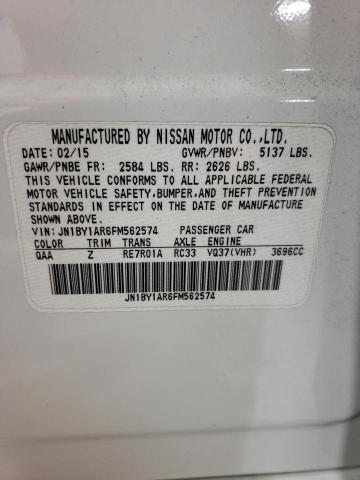 MANUFACTURED BY NISSAN MOTOR CO.,LTD.
DATE: 02/15 GVWR/PNBV: 5137 LBS.
GAWR/PNBE FR: 2584 LBS. RR: 2626 LBS.
THIS VEHICLE CONFORMS TO ALL APPLICABLE FEDERAL
MOTOR VEHICLE SAFETY,BUMPER,AND THEFT PREVENTION
STANDARDS IN EFFECT ON THE DATE OF MANUFACTURE
SHOWN ABOVE.
VIN: JN1BY1AR6FM562574 PASSENGER CAR
COLOR TRIM TRANS AXLE ENGINE
QAA Z RE7R01A RC33 VQ37(VHR) 3696CC
JN1BY1AR6FM562574